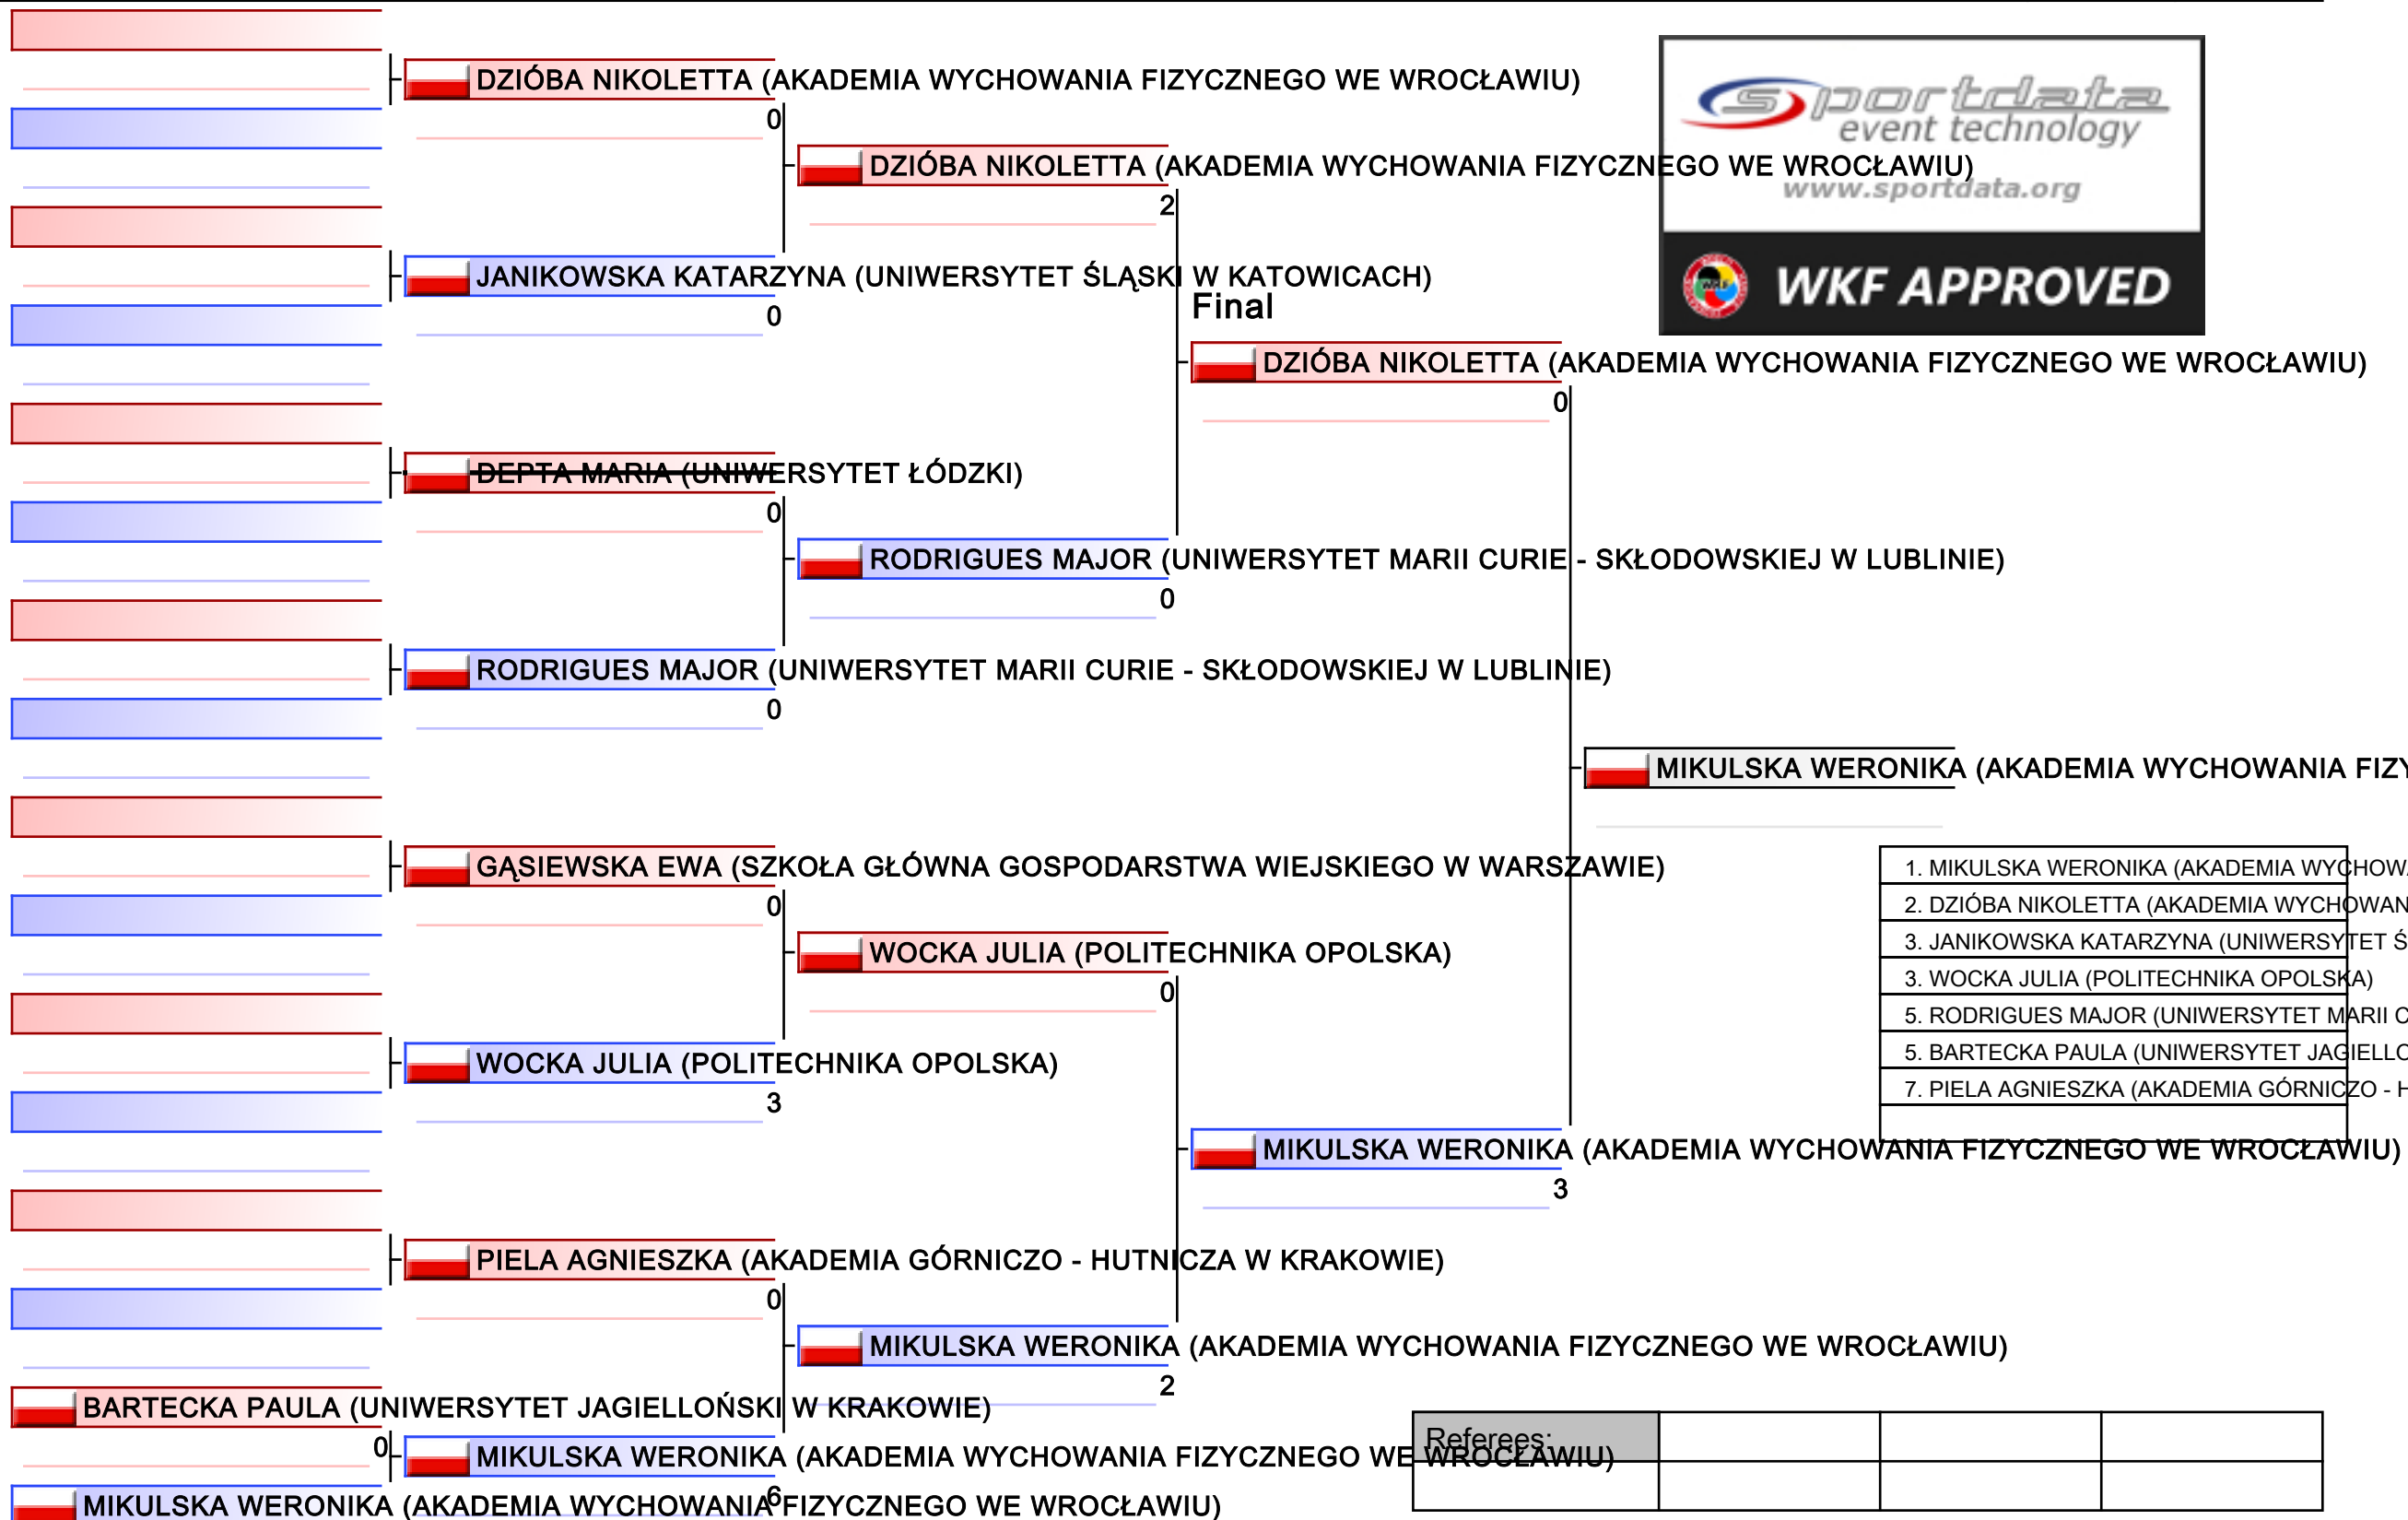 DZIÓBA NIKOLETTA (AKADEMIA WYCHOWANIA FIZYCZNEGO WE WROCŁAWIU)
0
sportdata
event technology
www.sportdata.org
WKF APPROVED
DZIÓBA NIKOLETTA (AKADEMIA WYCHOWANIA FIZYCZNEGO WE WROCŁAWIU)
2
JANIKOWSKA KATARZYNA (UNIWERSYTET ŚLĄSKI W KATOWICACH)
0
Final
DZIÓBA NIKOLETTA (AKADEMIA WYCHOWANIA FIZYCZNEGO WE WROCŁAWIU)
0
DEPTA MARIA (UNIWERSYTET ŁÓDZKI)
0
RODRIGUES MAJOR (UNIWERSYTET MARII CURIE - SKŁODOWSKIEJ W LUBLINIE)
0
RODRIGUES MAJOR (UNIWERSYTET MARII CURIE - SKŁODOWSKIEJ W LUBLINIE)
0
MIKULSKA WERONIKA (AKADEMIA WYCHOWANIA FIZY
GĄSIEWSKA EWA (SZKOŁA GŁÓWNA GOSPODARSTWA WIEJSKIEGO W WARSZAWIE)
0
WOCKA JULIA (POLITECHNIKA OPOLSKA)
0
1. MIKULSKA WERONIKA (AKADEMIA WYCHOWA
2. DZIÓBA NIKOLETTA (AKADEMIA WYCHOWAN
3. JANIKOWSKA KATARZYNA (UNIWERSYTET Ś
3. WOCKA JULIA (POLITECHNIKA OPOLSKA)
5. RODRIGUES MAJOR (UNIWERSYTET MARII C
5. BARTECKA PAULA (UNIWERSYTET JAGIELLO
7. PIELA AGNIESZKA (AKADEMIA GÓRNICZO - H
WOCKA JULIA (POLITECHNIKA OPOLSKA)
3
MIKULSKA WERONIKA (AKADEMIA WYCHOWANIA FIZYCZNEGO WE WROCŁAWIU)
3
PIELA AGNIESZKA (AKADEMIA GÓRNICZO - HUTNICZA W KRAKOWIE)
0
MIKULSKA WERONIKA (AKADEMIA WYCHOWANIA FIZYCZNEGO WE WROCŁAWIU)
2
BARTECKA PAULA (UNIWERSYTET JAGIELLOŃSKI W KRAKOWIE)
0
Referees:
MIKULSKA WERONIKA (AKADEMIA WYCHOWANIA FIZYCZNEGO WE WROCŁAWIU)
6
MIKULSKA WERONIKA (AKADEMIA WYCHOWANIA FIZYCZNEGO WE WROCŁAWIU)